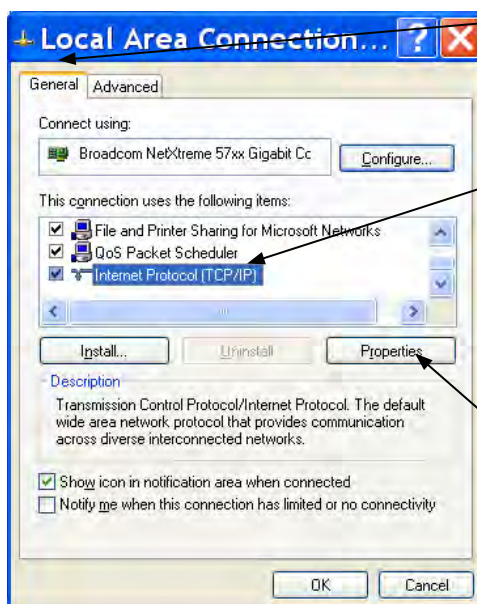 Local Area Connection...
General
Advanced
Connect using:
Broadcom NetXtreme 57xx Gigabit Cc
Configure...
This connection uses the following items:
File and Printer Sharing for Microsoft Networks
QoS Packet Scheduler
Internet Protocol (TCP/IP)
Install...
Uninstall
Properties
Description
Transmission Control Protocol/Internet Protocol. The default
wide area network protocol that provides communication
across diverse interconnected networks.
Show icon in notification area when connected
Notify me when this connection has limited or no connectivity
OK
Cancel